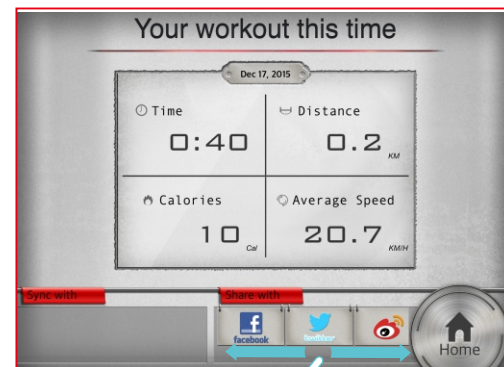 Your workout this time
Dec 17, 2015
Time
0:40
Distance
0.2 KM
Calories
10 Cal
Average Speed
20.7 KM/H
Sync with
Share with
facebook
twitter
Home